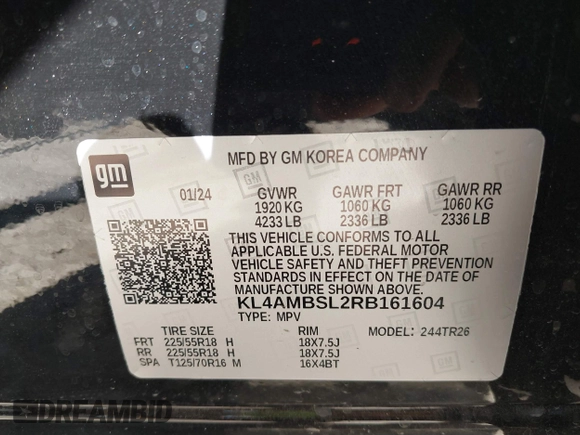 gm
MFD BY GM KOREA COMPANY
01/24
GVWR GAWR FRT GAWR RR
1920 KG 1060 KG 1060 KG
4233 LB 2336 LB 2336 LB
THIS VEHICLE CONFORMS TO ALL
APPLICABLE U.S. FEDERAL MOTOR
VEHICLE SAFETY AND THEFT PREVENTION
STANDARDS IN EFFECT ON THE DATE OF
MANUFACTURE SHOWN ABOVE.
KL4AMBSL2RB161604
TYPE: MPV MODEL: 244TR26
TIRE SIZE RIM
FRT 225/55R18 H 18X7.5J
RR 225/55R18 H 18X7.5J
SPA T125/70R16 M 16X4BT
DREAMBID